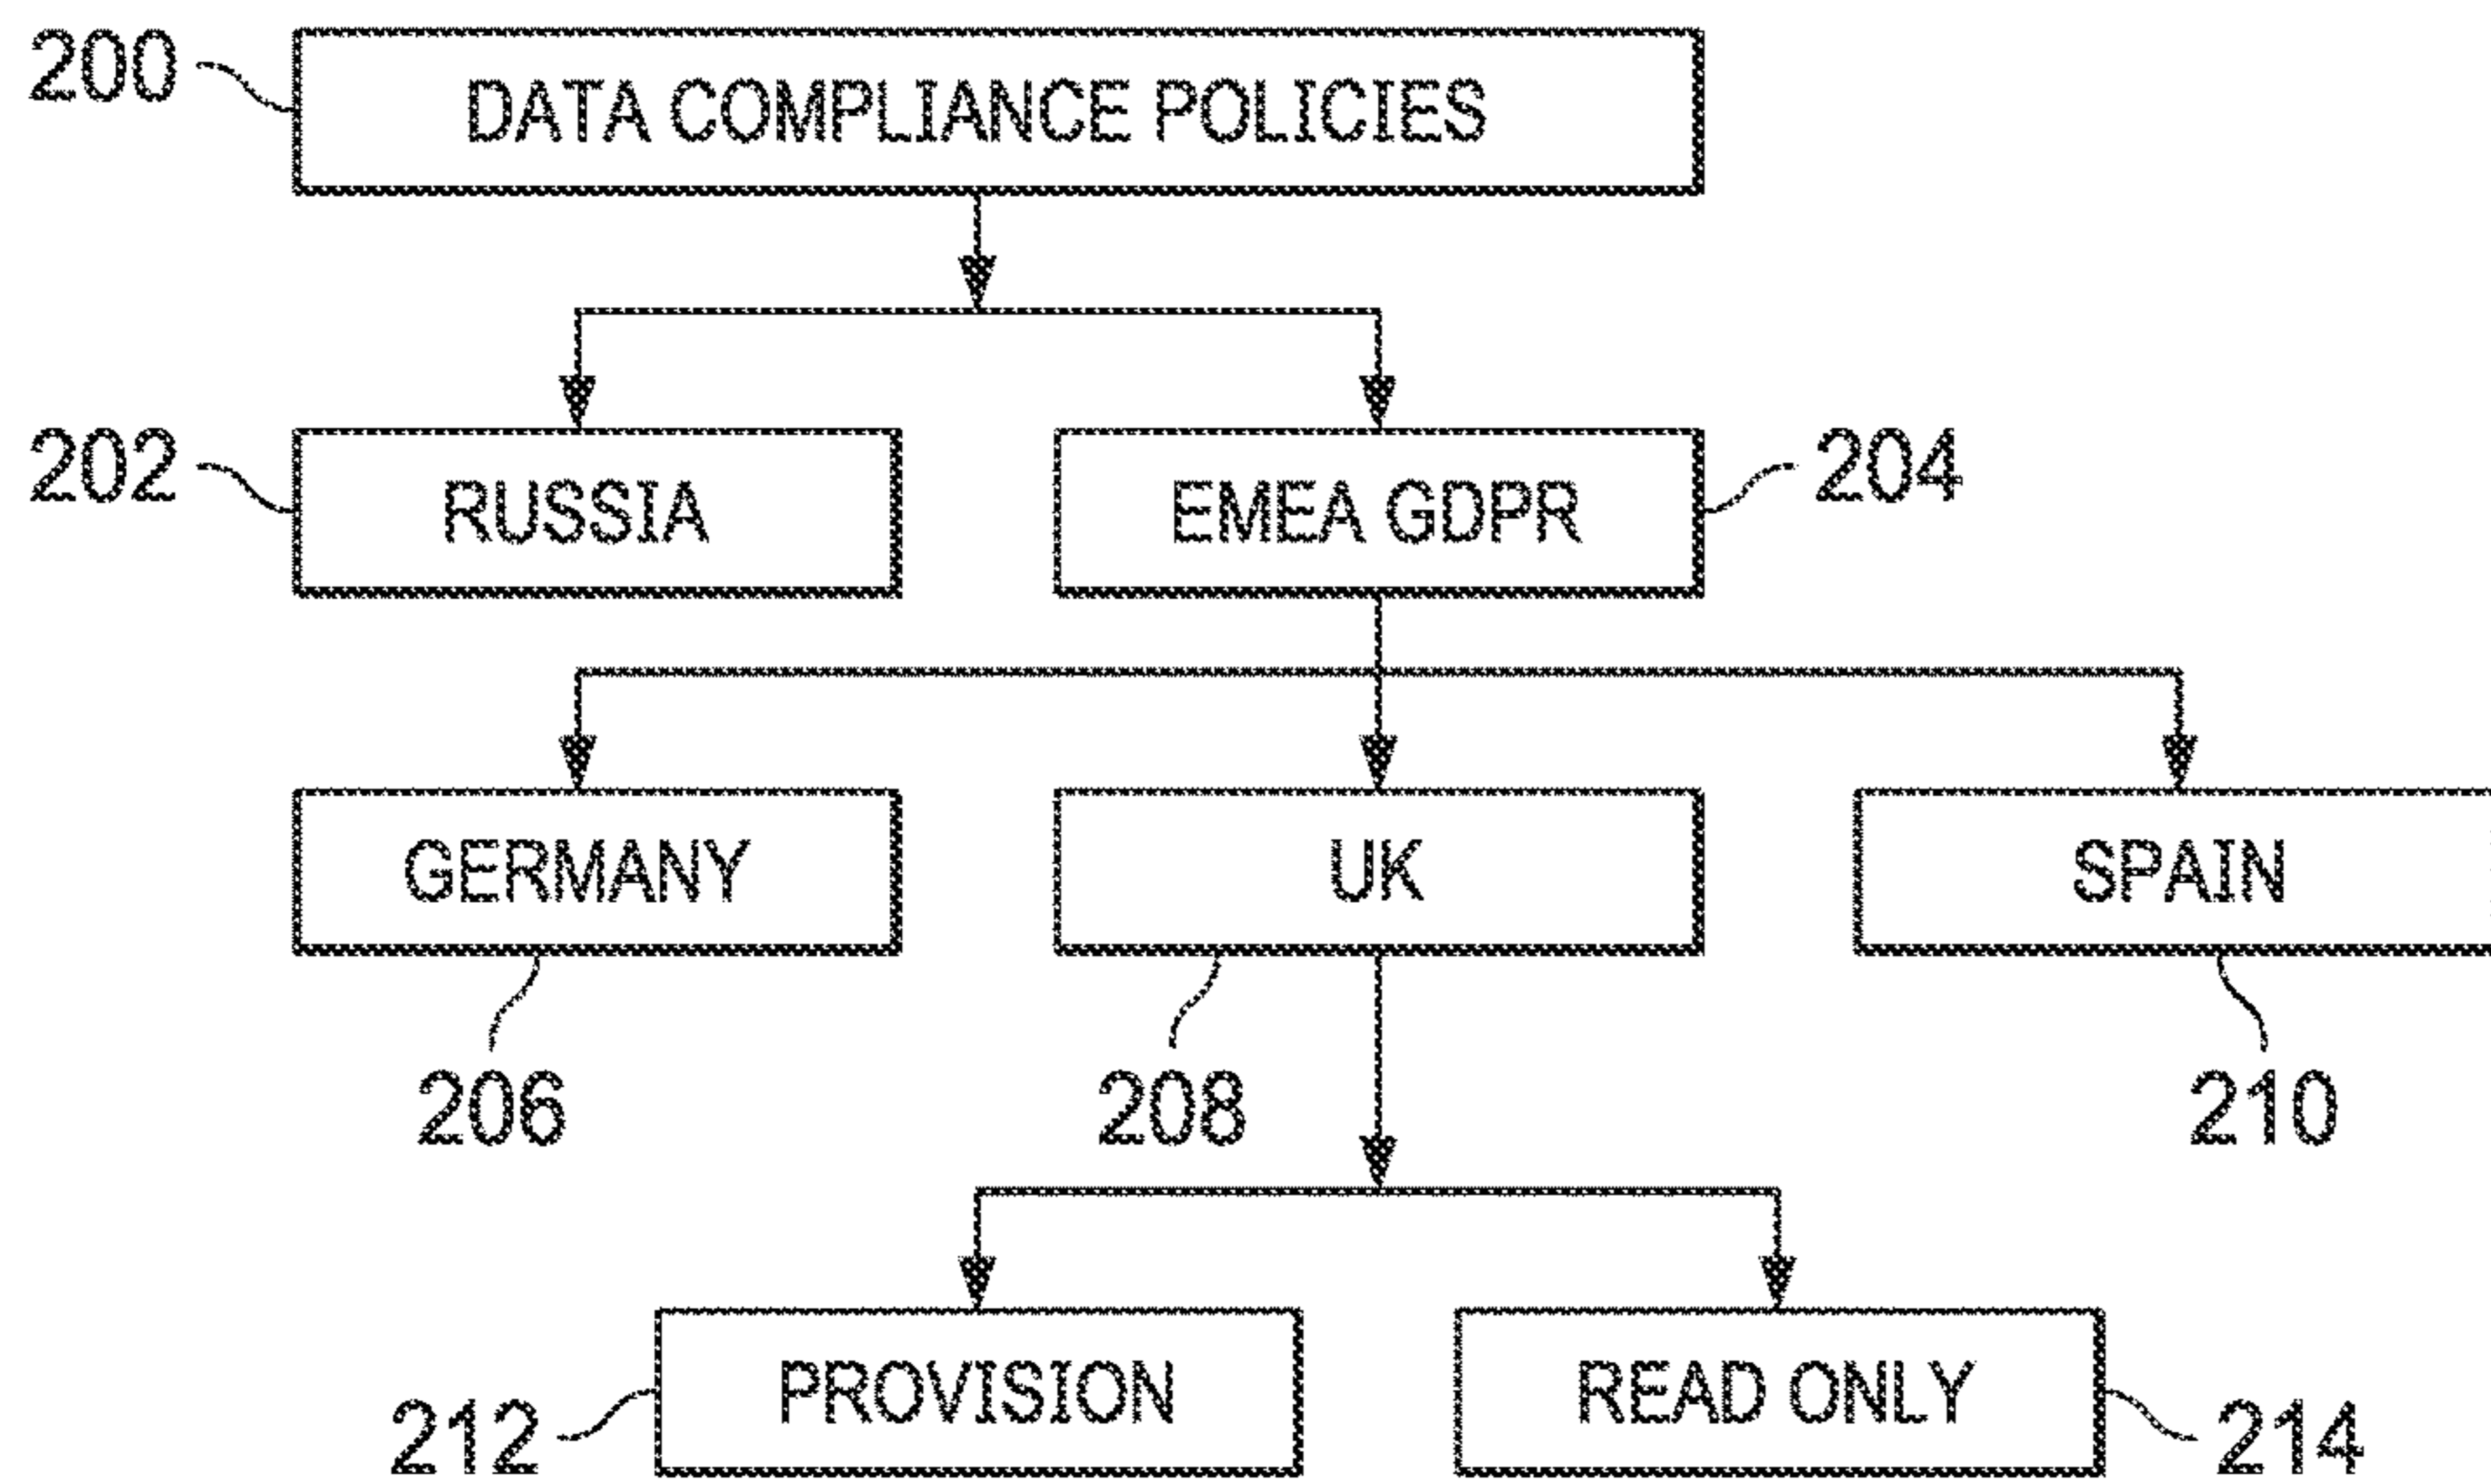 200
DATA COMPLIANCE POLICIES
202
RUSSIA
EMEA GDPR
204
GERMANY
UK
SPAIN
206
208
210
212
PROVISION
READ ONLY
214